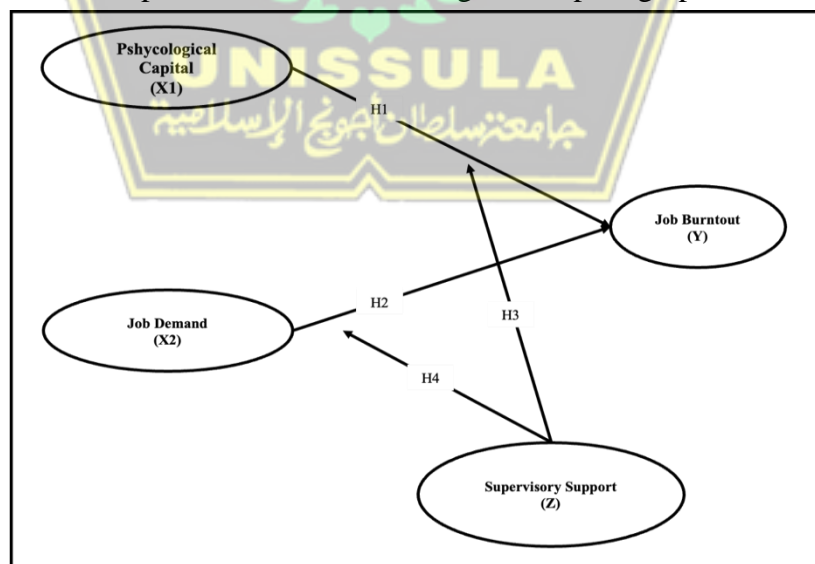 Pshycological
Capital
(X1)
UNISSULA
جامعة سلطان أجونج الإسلامية
H1
Job Burntout
(Y)
H2
Job Demand
(X2)
H3
H4
Supervisory Support
(Z)